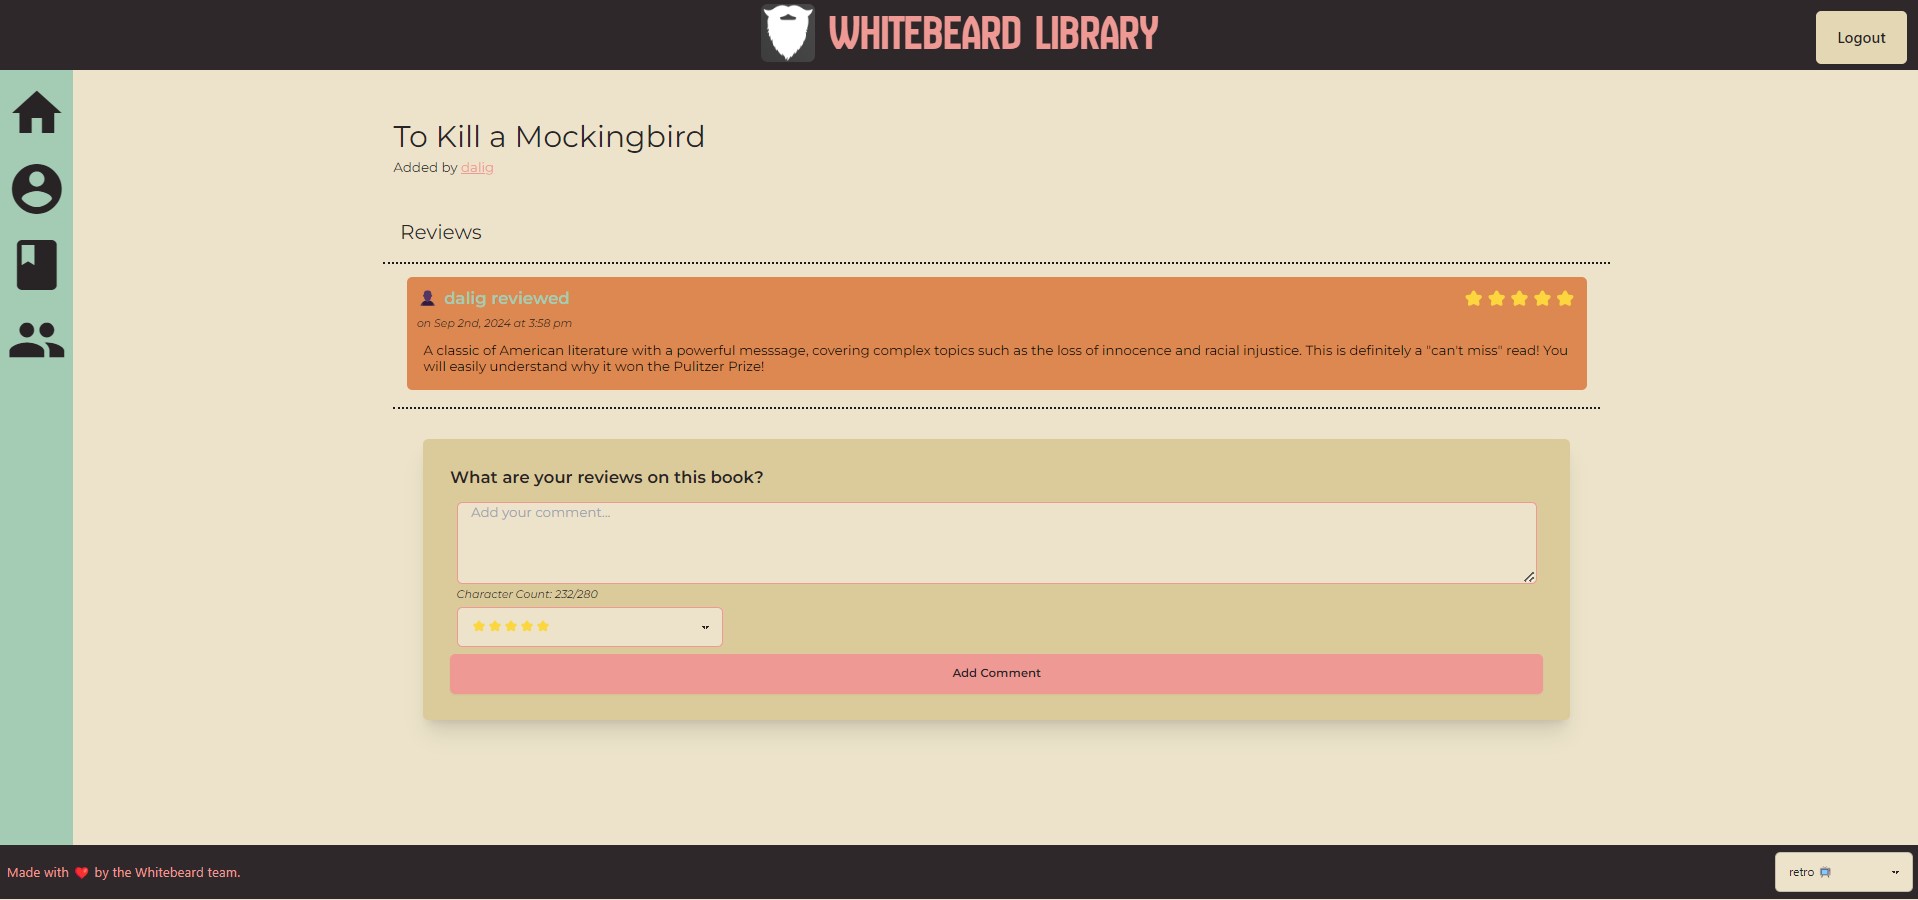 WHITEBEARD LIBRARY
Logout
To Kill a Mockingbird
Added by dalig
Reviews
dalig reviewed
on Sep 2nd, 2024 at 3:58 pm
A classic of American literature with a powerful messsage, covering complex topics such as the loss of innocence and racial injustice. This is definitely a "can't miss" read! You
will easily understand why it won the Pulitzer Prize!
What are your reviews on this book?
Add your comment...
Character Count: 232/280
Add Comment
Made with ❤️ by the Whitebeard team.
retro 📺